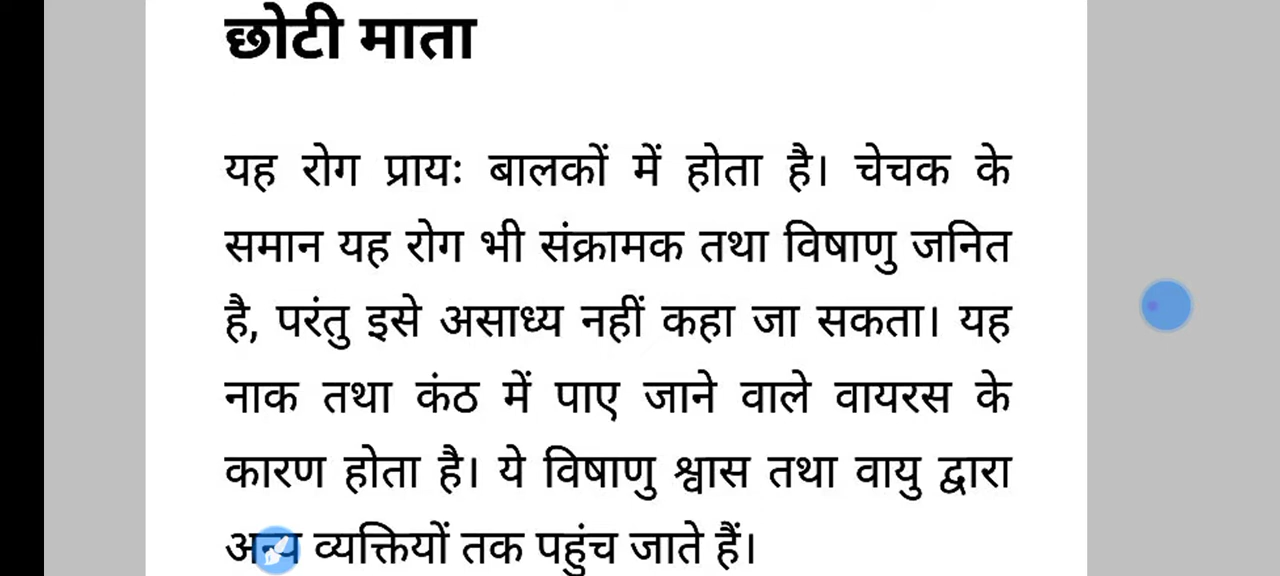 छोटी माता
यह रोग प्रायः बालकों में होता है। चेचक के
समान यह रोग भी संक्रामक तथा विषाणु जनित
है, परंतु इसे असाध्य नहीं कहा जा सकता। यह
नाक तथा कंठ में पाए जाने वाले वायरस के
कारण होता है। ये विषाणु श्वास तथा वायु द्वारा
अन्य व्यक्तियों तक पहुंच जाते हैं।